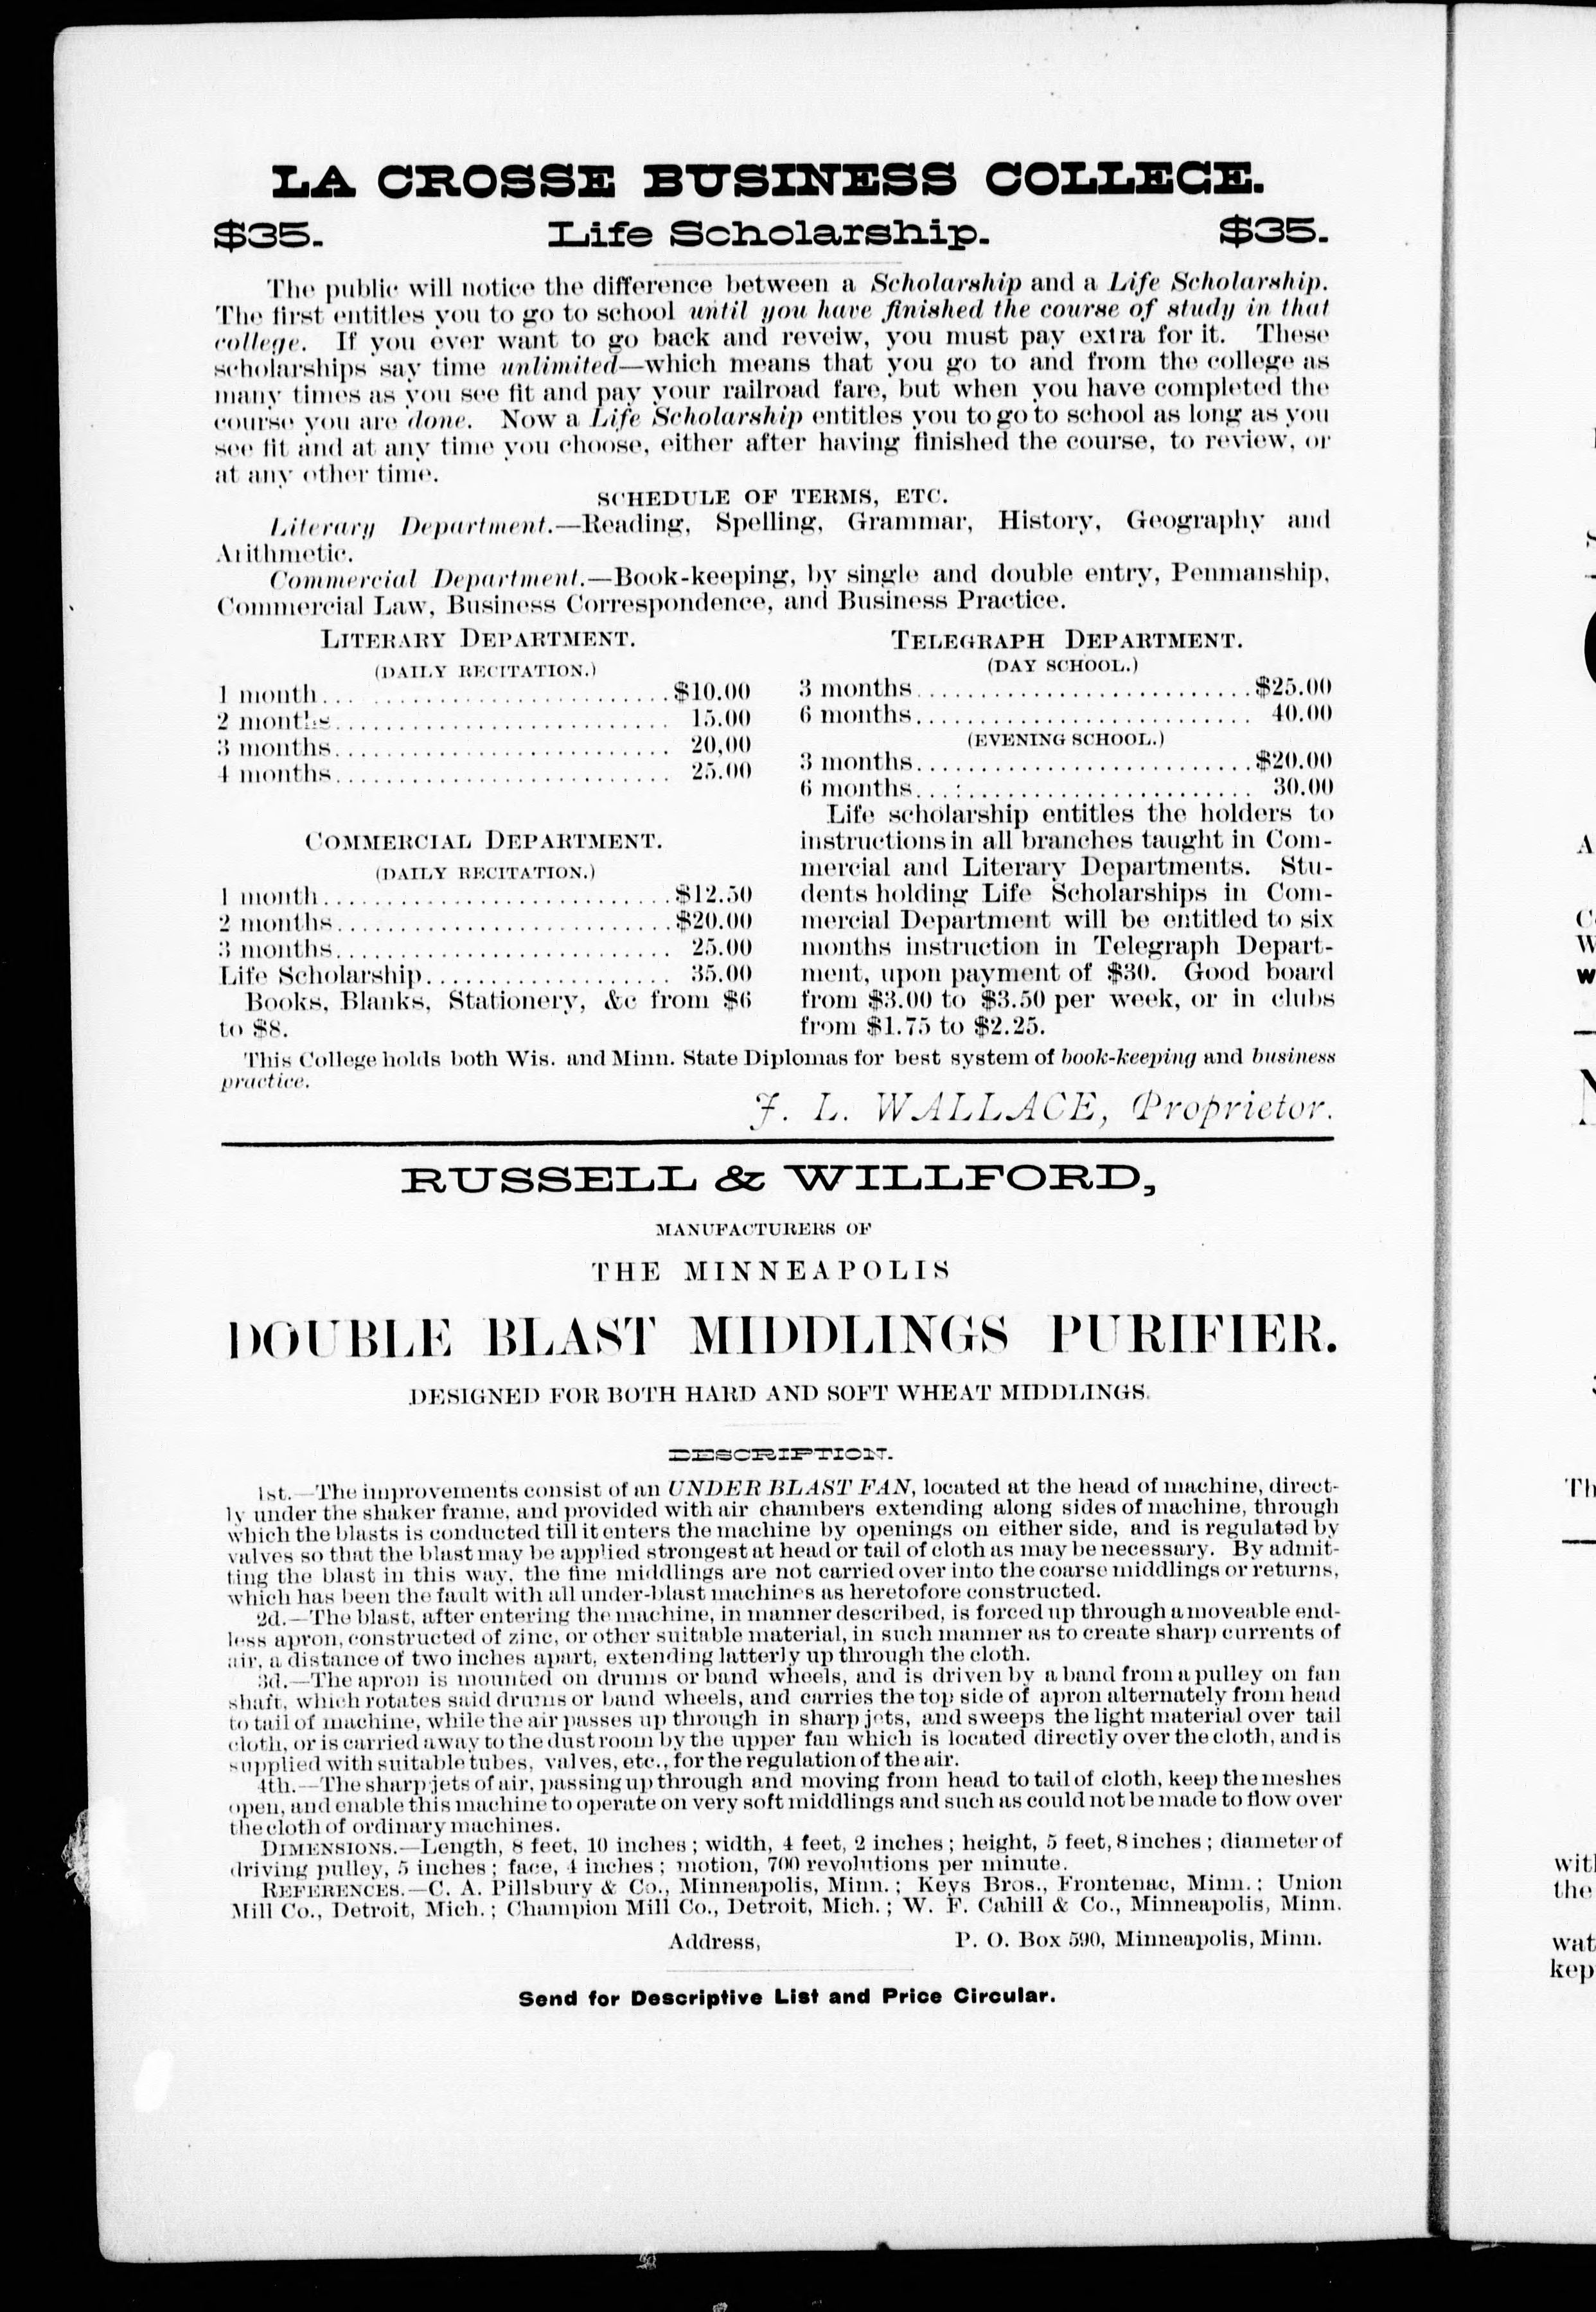 LA CROSSE BUSINESS COLLEGE.
$35. Life Scholarship. $35.
The public will notice the difference between a Scholarship and a Life Scholarship.
The first entitles you to go to school until you have finished the course of study in that
college. If you ever want to go back and reveiw, you must pay extra for it. These
scholarships say time unlimited—which means that you go to and from the college as
many times as you see fit and pay your railroad fare, but when you have completed the
course you are done. Now a Life Scholarship entitles you to go to school as long as you
see fit and at any time you choose, either after having finished the course, to review, or
at any other time.
SCHEDULE OF TERMS, ETC.
Literary Department.—Reading, Spelling, Grammar, History, Geography and
Arithmetic.
Commercial Department.—Book-keeping, by single and double entry, Penmanship,
Commercial Law, Business Correspondence, and Business Practice.
LITERARY DEPARTMENT.
(DAILY RECITATION.)
1 month... ....................$10.00
2 months.......................... 15.00
3 months.......................... 20,00
4 months.......................... 25.00
COMMERCIAL DEPARTMENT.
(DAILY RECITATION.)
1 month...........................$12.50
2 months..........................$20.00
3 months.......................... 25.00
Life Scholarship................... 35.00
Books, Blanks, Stationery, &c from $6
to $8.
TELEGRAPH DEPARTMENT.
(DAY SCHOOL.)
3 months..........................$25.00
6 months.......................... 40.00
(EVENING SCHOOL.)
3 months..........................$20.00
6 months...:...................... 30.00
Life scholarship entitles the holders to
instructions in all branches taught in Com-
mercial and Literary Departments. Stu-
dents holding Life Scholarships in Com-
mercial Department will be entitled to six
months instruction in Telegraph Depart-
ment, upon payment of $30. Good board
from $3.00 to $3.50 per week, or in clubs
from $1.75 to $2.25.
This College holds both Wis. and Minn. State Diplomas for best system of book-keeping and business
practice.
F. L. WALLACE, Proprietor.
RUSSELL & WILLFORD,
MANUFACTURERS OF
THE MINNEAPOLIS
DOUBLE BLAST MIDDLINGS PURIFIER.
DESIGNED FOR BOTH HARD AND SOFT WHEAT MIDDLINGS.
DESCRIPTION.
1st.—The improvements consist of an UNDER BLAST FAN, located at the head of machine, direct-
ly under the shaker frame, and provided with air chambers extending along sides of machine, through
which the blasts is conducted till it enters the machine by openings on either side, and is regulated by
valves so that the blast may be applied strongest at head or tail of cloth as may be necessary. By admit-
ting the blast in this way, the fine middlings are not carried over into the coarse middlings or returns,
which has been the fault with all under-blast machines as heretofore constructed.
2d.—The blast, after entering the machine, in manner described, is forced up through a moveable end-
less apron, constructed of zinc, or other suitable material, in such manner as to create sharp currents of
air, a distance of two inches apart, extending latterly up through the cloth.
3d.—The apron is mounted on drums or band wheels, and is driven by a band from a pulley on fan
shaft, which rotates said drums or band wheels, and carries the top side of apron alternately from head
to tail of machine, while the air passes up through in sharp jets, and sweeps the light material over tail
cloth, or is carried away to the dust room by the upper fan which is located directly over the cloth, and is
supplied with suitable tubes, valves, etc., for the regulation of the air.
4th.—The sharp jets of air, passing up through and moving from head to tail of cloth, keep the meshes
open, and enable this machine to operate on very soft middlings and such as could not be made to flow over
the cloth of ordinary machines.
DIMENSIONS.—Length, 8 feet, 10 inches; width, 4 feet, 2 inches; height, 5 feet, 8 inches; diameter of
driving pulley, 5 inches; face, 4 inches; motion, 700 revolutions per minute.
REFERENCES.—C. A. Pillsbury & Co., Minneapolis, Minn.; Keys Bros., Frontenac, Minn.; Union
Mill Co., Detroit, Mich.; Champion Mill Co., Detroit, Mich.; W. F. Cahill & Co., Minneapolis, Minn.
Address, P. O. Box 590, Minneapolis, Minn.
Send for Descriptive List and Price Circular.